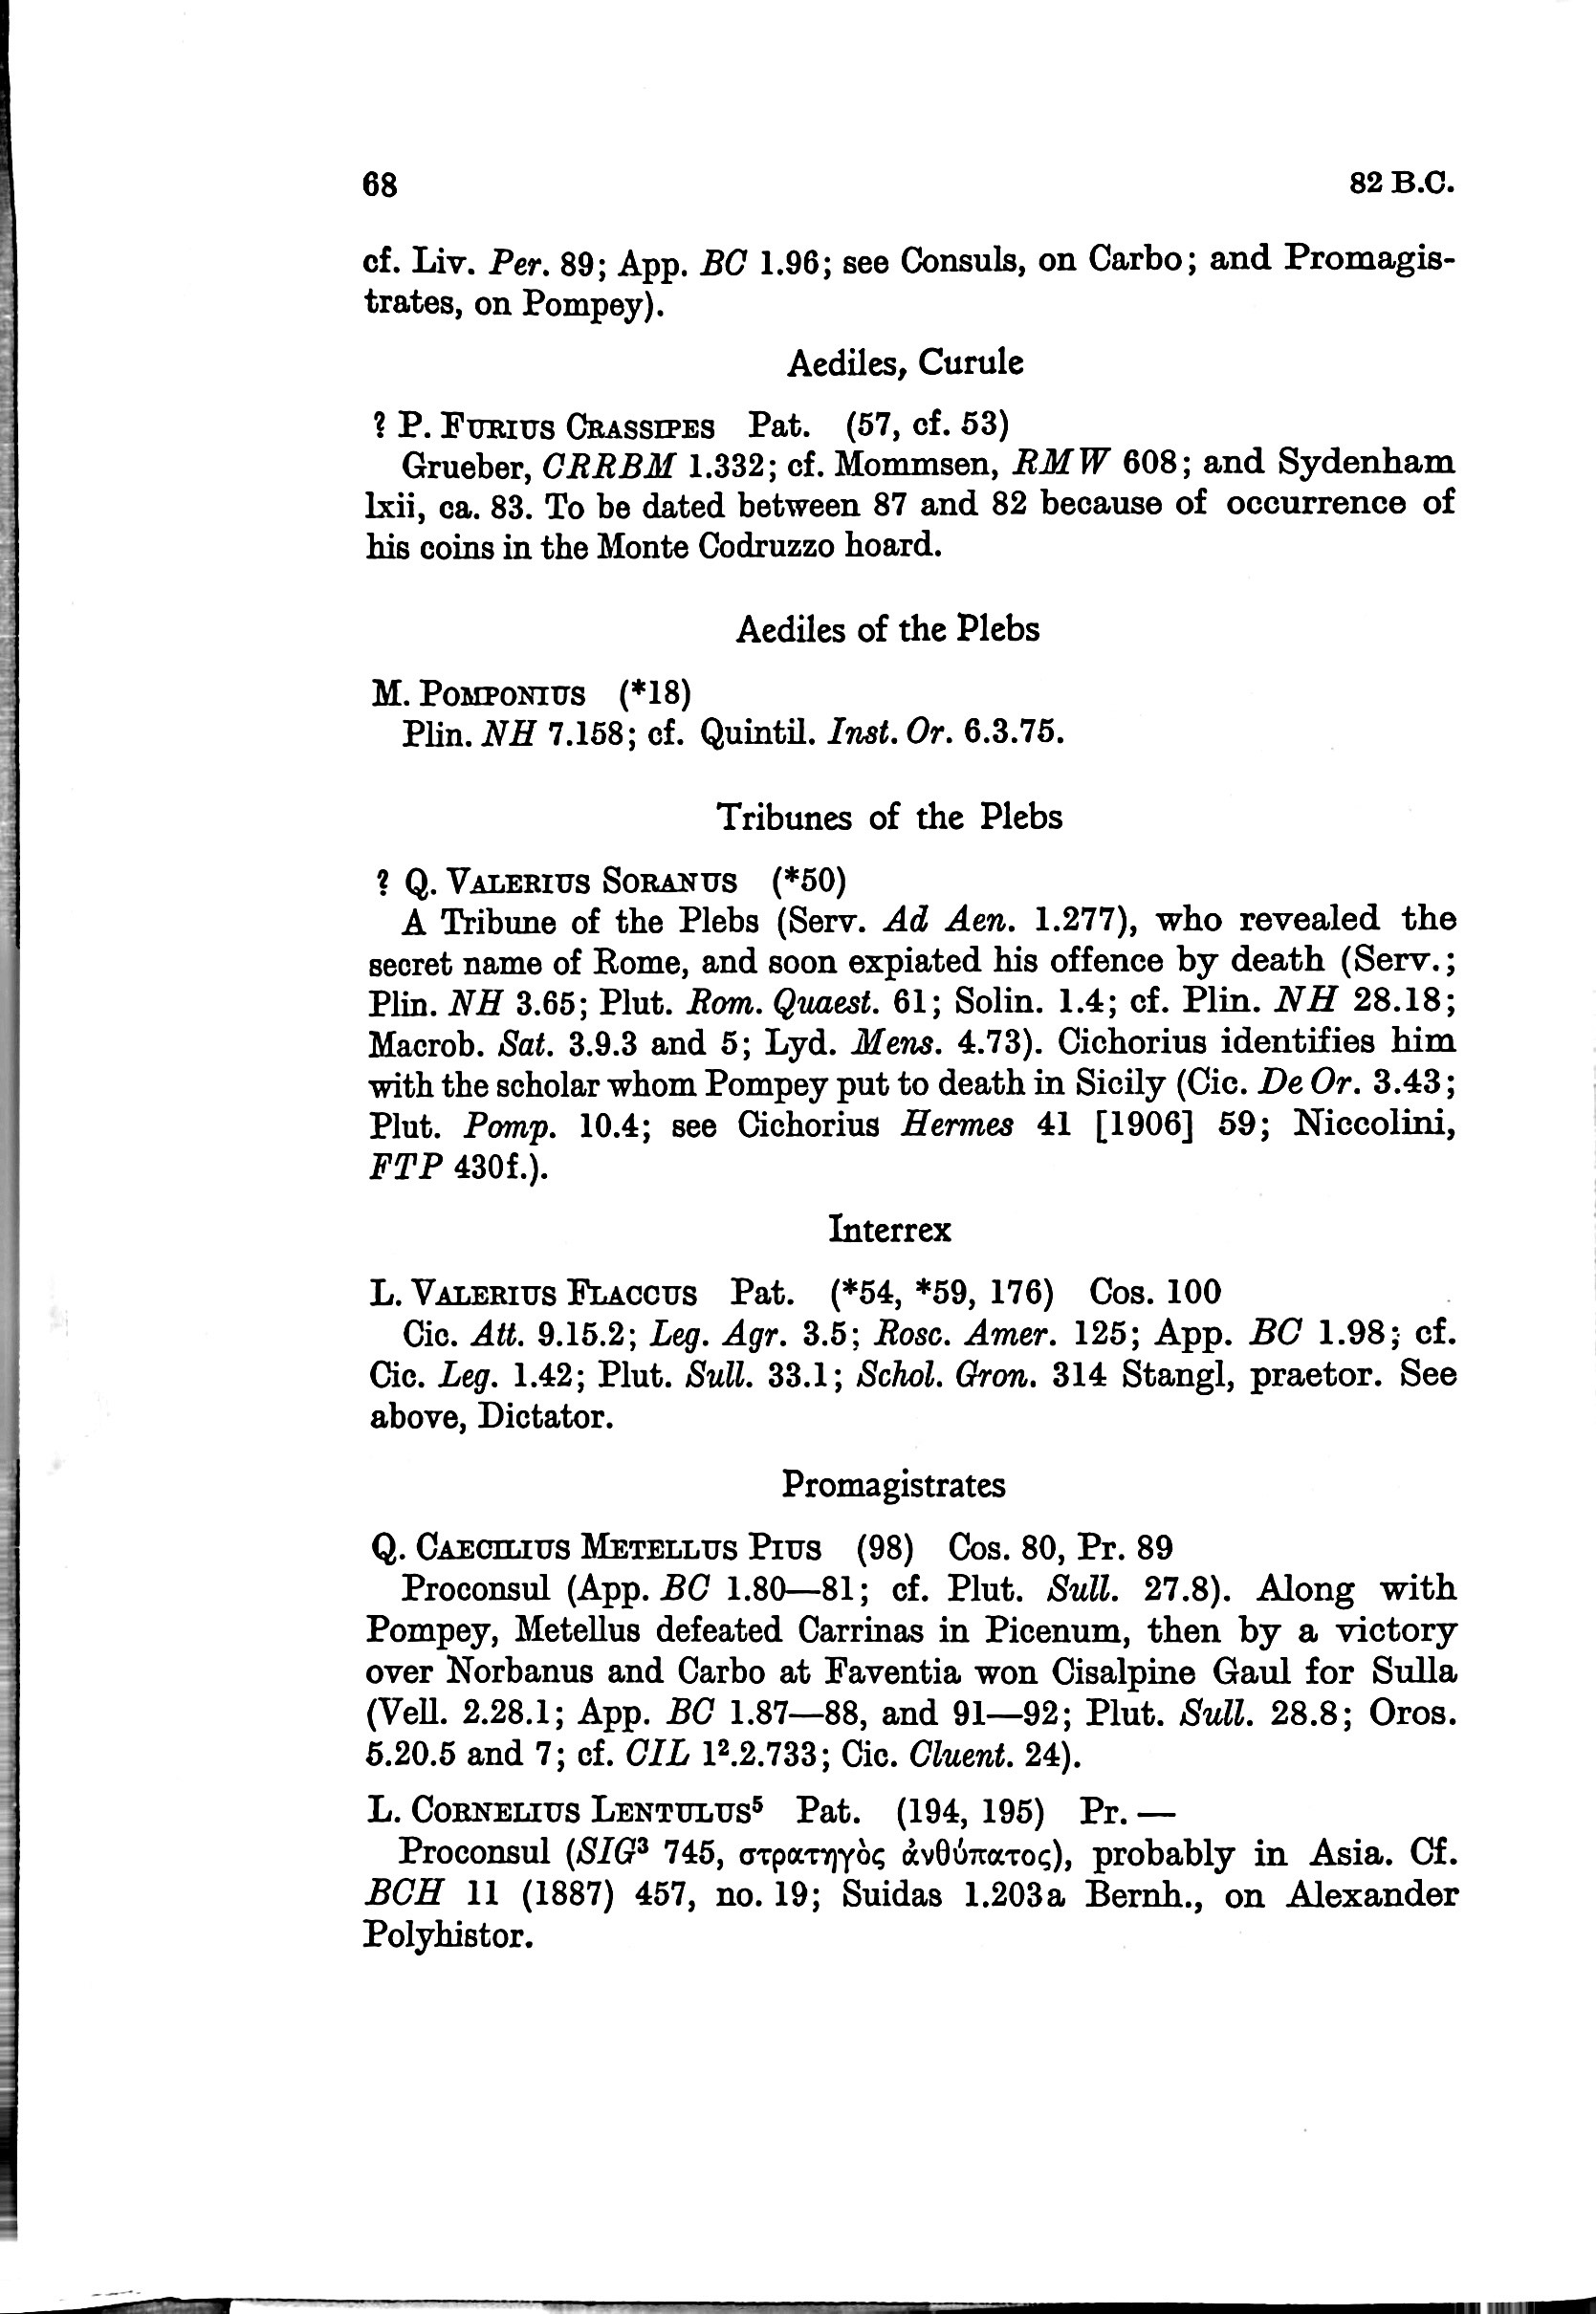 68 82 B.C.
cf. Liv. Per. 89; App. BC 1.96; see Consuls, on Carbo; and Promagis-
trates, on Pompey).
Aediles, Curule
? P. Furius Crassipes Pat. (57, cf. 53)
Grueber, CRRBM 1.332; cf. Mommsen, RMW 608; and Sydenham
lxii, ca. 83. To be dated between 87 and 82 because of occurrence of
his coins in the Monte Codruzzo hoard.
Aediles of the Plebs
M. Pomponius (*18)
Plin. NH 7.158; cf. Quintil. Inst. Or. 6.3.75.
Tribunes of the Plebs
? Q. Valerius Soranus (*50)
A Tribune of the Plebs (Serv. Ad Aen. 1.277), who revealed the
secret name of Rome, and soon expiated his offence by death (Serv.;
Plin. NH 3.65; Plut. Rom. Quaest. 61; Solin. 1.4; cf. Plin. NH 28.18;
Macrob. Sat. 3.9.3 and 5; Lyd. Mens. 4.73). Cichorius identifies him
with the scholar whom Pompey put to death in Sicily (Cic. De Or. 3.43;
Plut. Pomp. 10.4; see Cichorius Hermes 41 [1906] 59; Niccolini,
FTP 430f.).
Interrex
L. Valerius Flaccus Pat. (*54, *59, 176) Cos. 100
Cic. Att. 9.15.2; Leg. Agr. 3.5; Rosc. Amer. 125; App. BC 1.98; cf.
Cic. Leg. 1.42; Plut. Sull. 33.1; Schol. Gron. 314 Stangl, praetor. See
above, Dictator.
Promagistrates
Q. Caecilius Metellus Pius (98) Cos. 80, Pr. 89
Proconsul (App. BC 1.80—81; cf. Plut. Sull. 27.8). Along with
Pompey, Metellus defeated Carrinas in Picenum, then by a victory
over Norbanus and Carbo at Faventia won Cisalpine Gaul for Sulla
(Vell. 2.28.1; App. BC 1.87—88, and 91—92; Plut. Sull. 28.8; Oros.
5.20.5 and 7; cf. CIL 1².2.733; Cic. Cluent. 24).
L. Cornelius Lentulus⁵ Pat. (194, 195) Pr. —
Proconsul (SIG³ 745, στρατηγὸς ἀνθύπατος), probably in Asia. Cf.
BCH 11 (1887) 457, no. 19; Suidas 1.203a Bernh., on Alexander
Polyhistor.